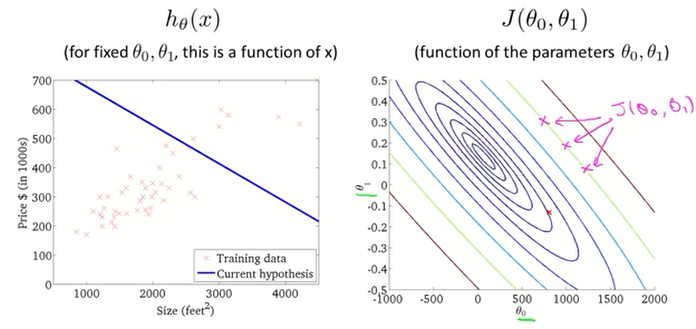 hθ(x)
(for fixed θ0, θ1, this is a function of x)
700
600
500
400
300
200
100
0
Price $ (in 1000s)
1000
2000
3000
4000
Size (feet²)
Training data
Current hypothesis
J(θ0, θ1)
(function of the parameters θ0, θ1)
0.5
0.4
0.3
0.2
0.1
0
-0.1
-0.2
-0.3
-0.4
-0.5
θ1
-1000
-500
0
500
1000
1500
2000
θ0
J(θ0, θ1)